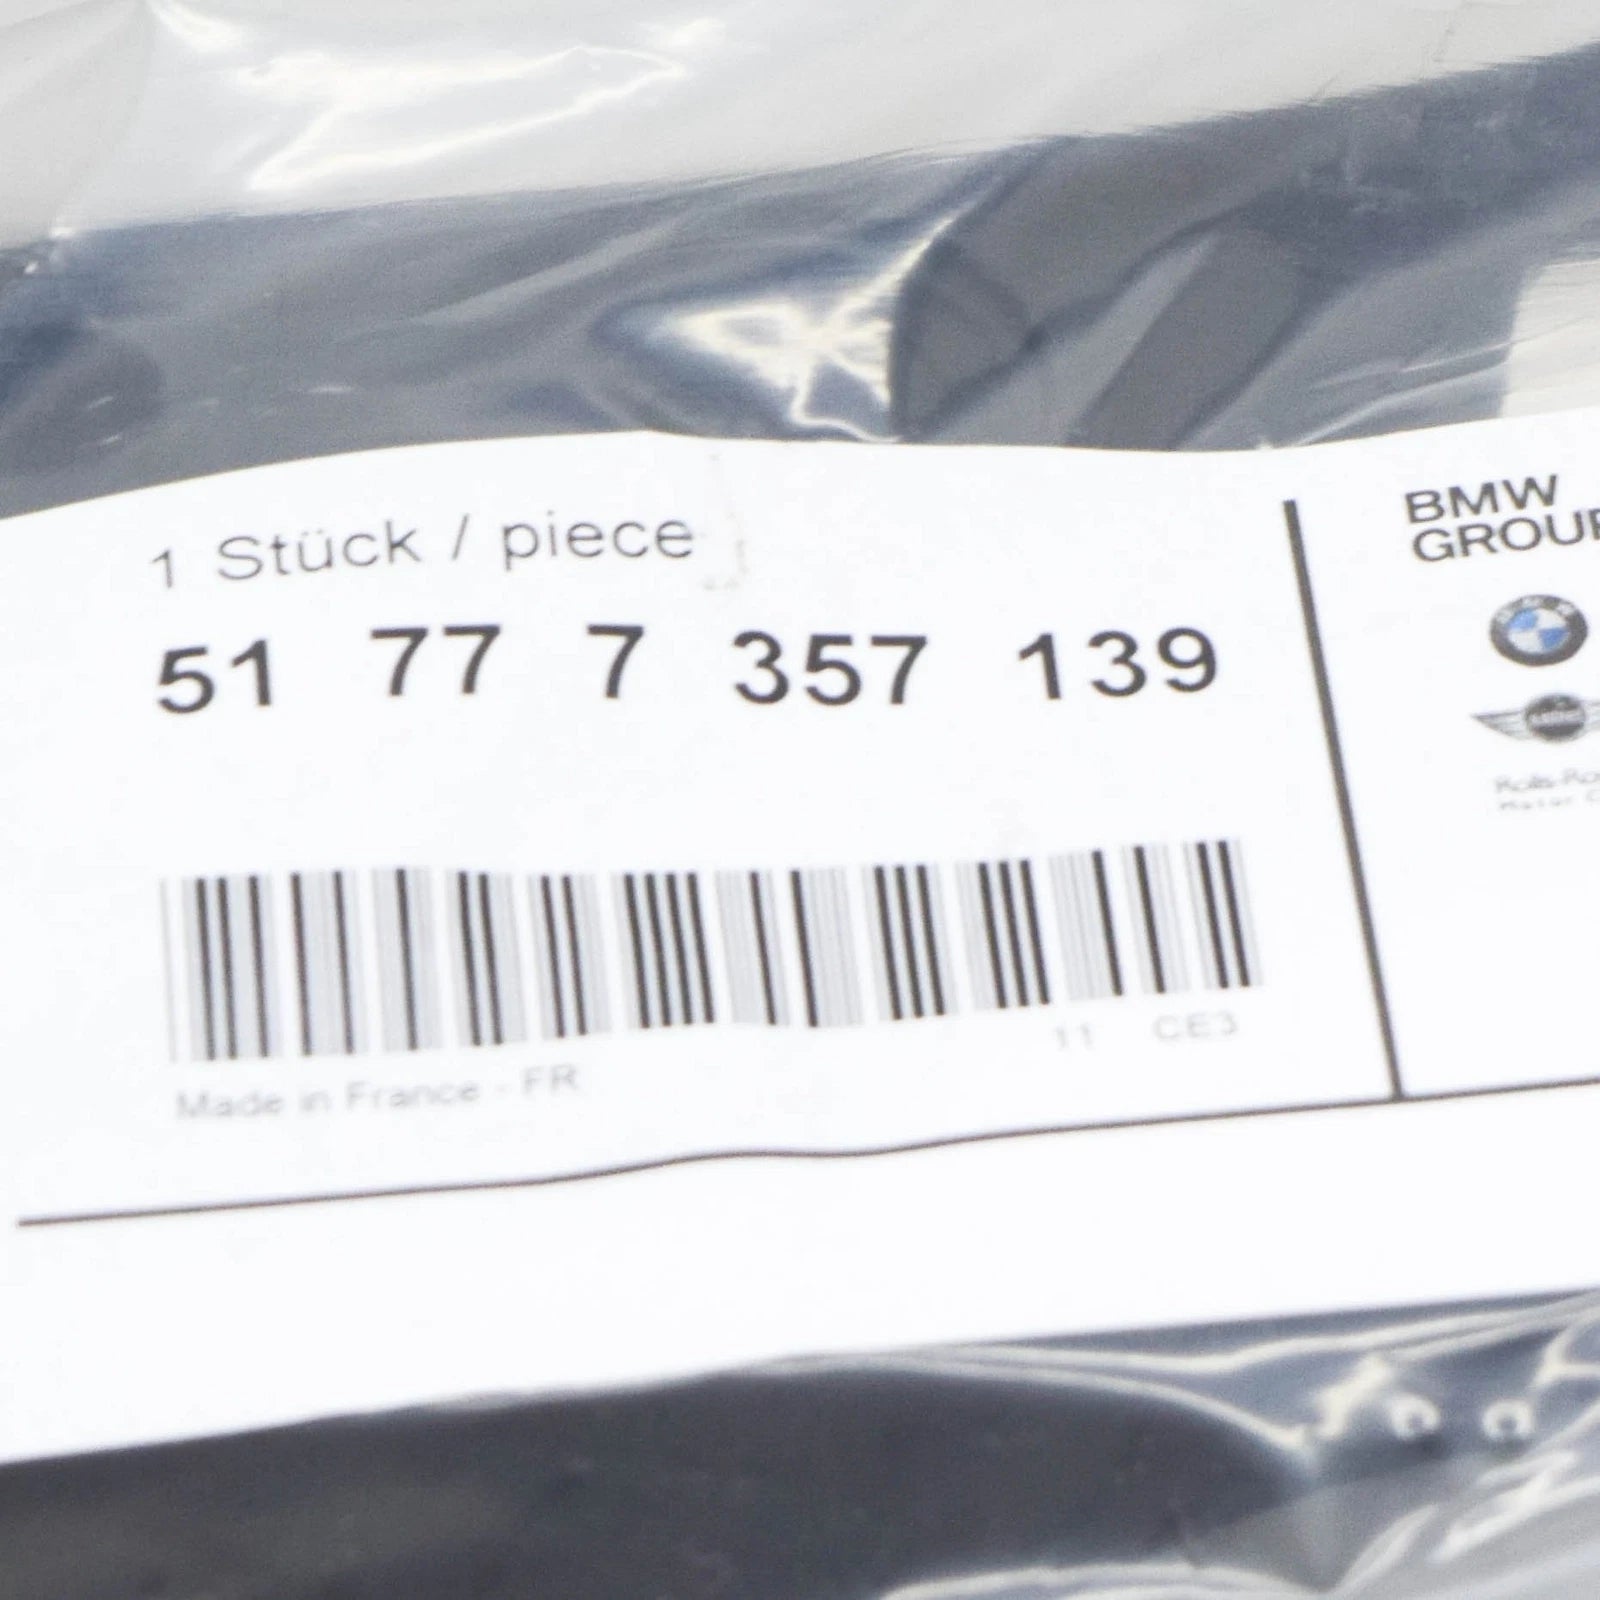 1 Stück / piece
51 77 7 357 139
11 CE3
Made in France - FR
BMW
GROUP